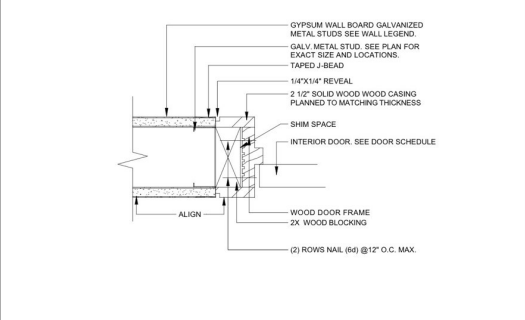 GYPSUM WALL BOARD GALVANIZED
METAL STUDS SEE WALL LEGEND.
GALV. METAL STUD. SEE PLAN FOR
EXACT SIZE AND LOCATIONS.
TAPED J-BEAD
1/4"X1/4" REVEAL
2 1/2" SOLID WOOD WOOD CASING
PLANNED TO MATCHING THICKNESS
SHIM SPACE
INTERIOR DOOR. SEE DOOR SCHEDULE
WOOD DOOR FRAME
ALIGN
2X WOOD BLOCKING
(2) ROWS NAIL (6d) @12" O.C. MAX.